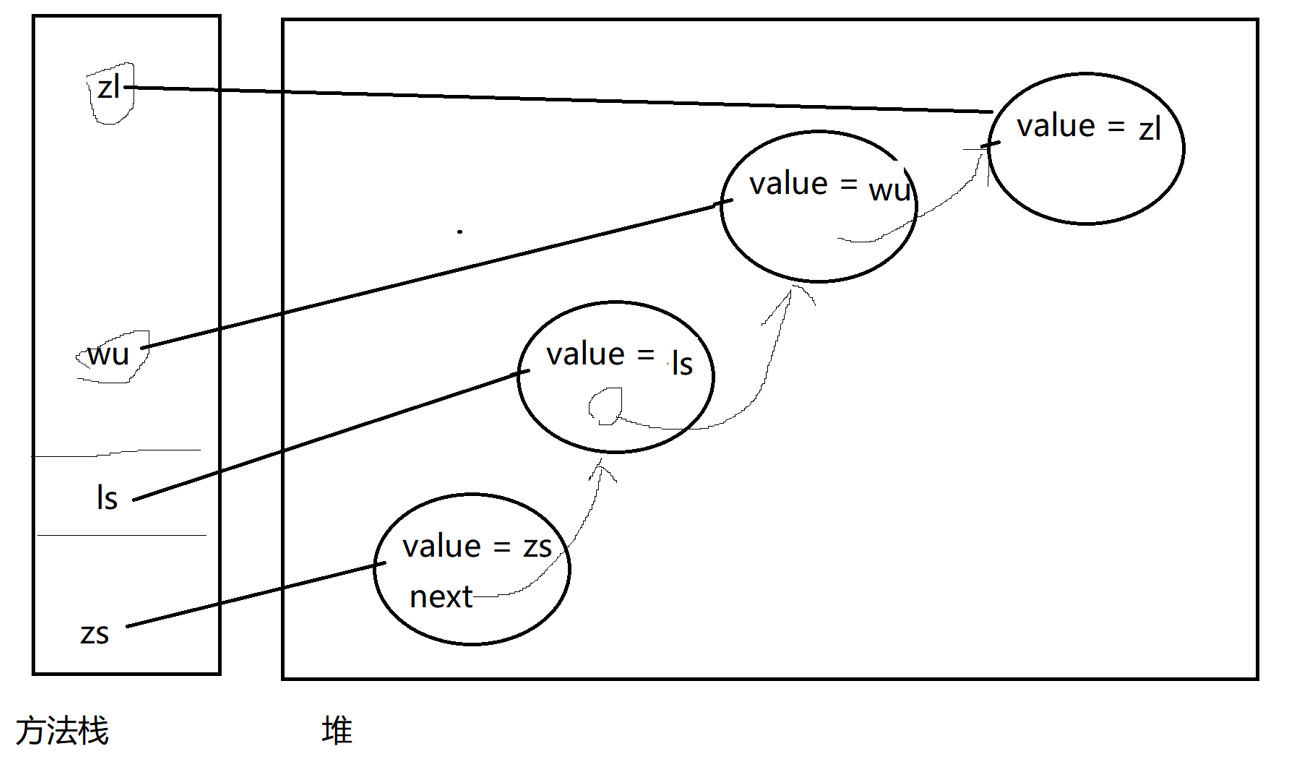 zl
value = zl
value = wu
wu
value = ls
ls
value = zs
next
zs
方法栈
堆